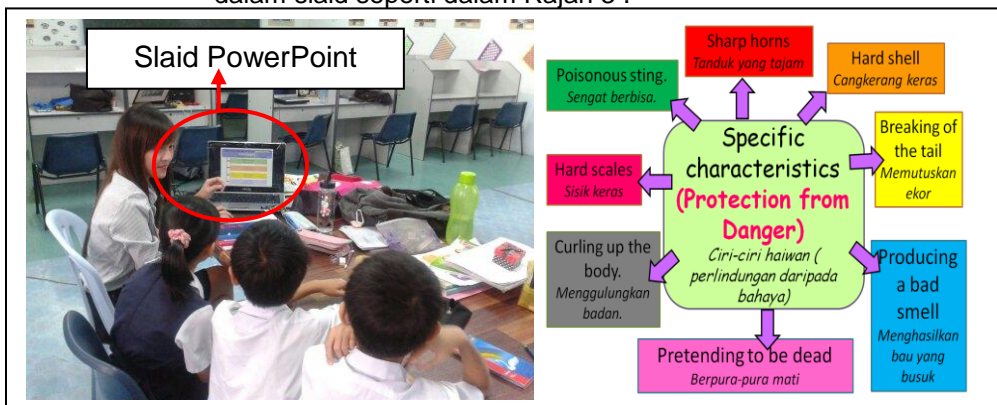 dalam slaid seperti dalam Rajah 3 .
Slaid PowerPoint
Sharp horns
Tanduk yang tajam
Hard shell
Cangkerang keras
Poisonous sting.
Sengat berbisa.
Breaking of
the tail
Memutuskan
ekor
Specific
characteristics
(Protection from
Danger)
Ciri-ciri haiwan (
perlindungan daripada
bahaya)
Hard scales
Sisik keras
Curling up the
body.
Menggulungkan
badan.
Producing
a bad
smell
Menghasilkan
bau yang
busuk
Pretending to be dead
Berpura-pura mati